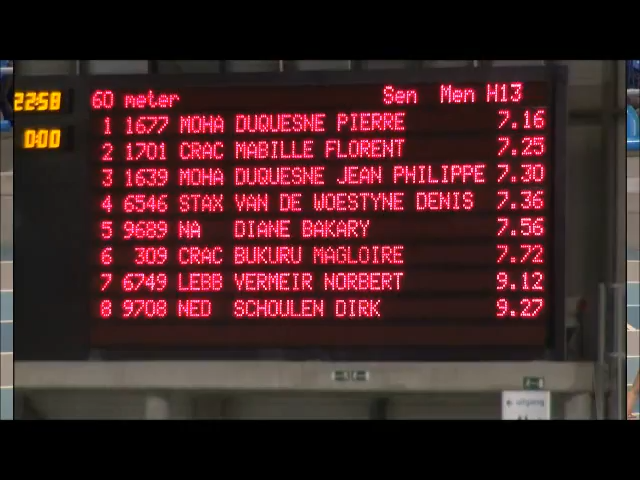 22:58
0:00
60 meter Sen Men H13
1 1677 MOHA DUQUESNE PIERRE 7.16
2 1701 CRAC MABILLE FLORENT 7.25
3 1639 MOHA DUQUESNE JEAN PHILIPPE 7.30
4 6546 STAX VAN DE WOESTYNE DENIS 7.36
5 9689 NA DIANE BAKARY 7.56
6 309 CRAC BUKURU MAGLOIRE 7.72
7 6749 LEBB VERMEIR NORBERT 9.12
8 9708 NED SCHOULEN DIRK 9.27
uitgang